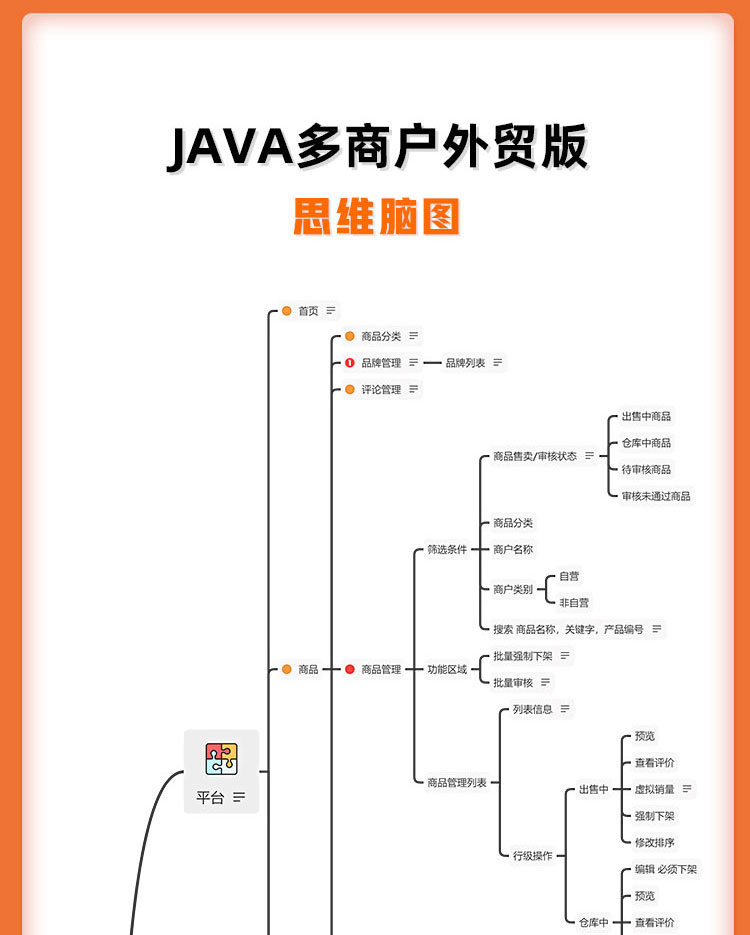 JAVA多商户外贸版
思维脑图
首页
商品分类
品牌管理
品牌列表
评论管理
出售中商品
仓库中商品
商品售卖/审核状态
待审核商品
审核未通过商品
商品分类
筛选条件
商户名称
自营
商户类别
非自营
搜索 商品名称，关键字，产品编号
批量强制下架
商品
商品管理
功能区域
批量审核
列表信息
预览
查看评价
商品管理列表
出售中
虚拟销量
平台
强制下架
修改排序
行级操作
编辑 必须下架
预览
仓库中
查看评价